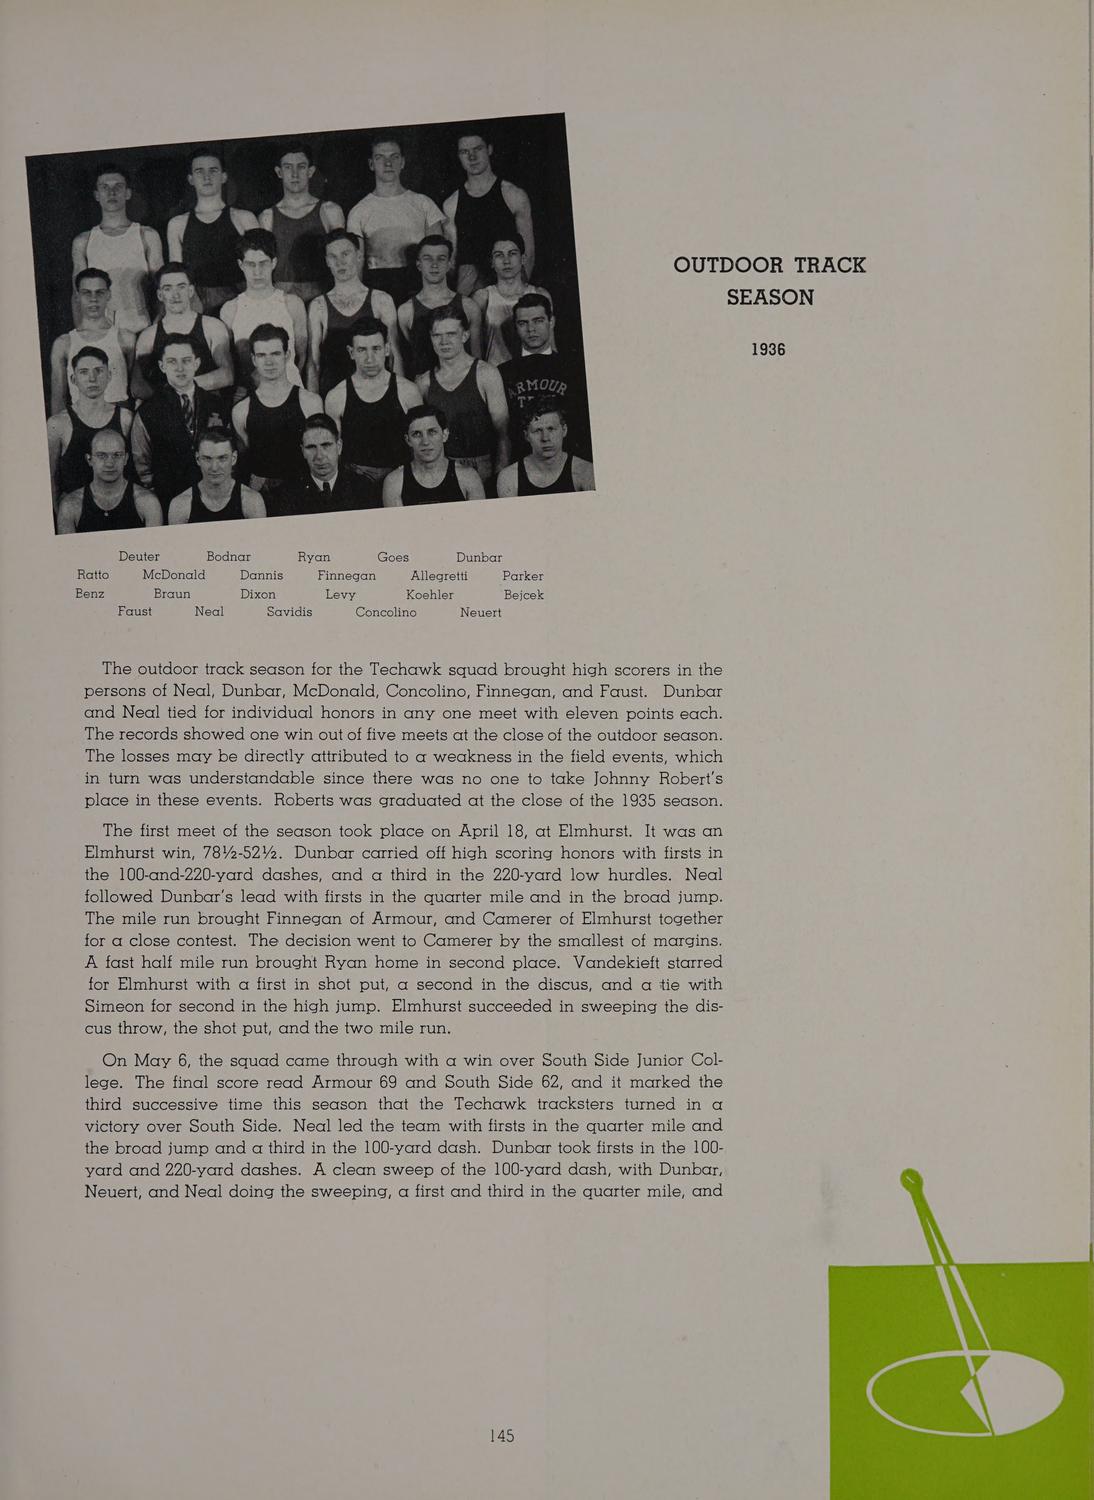 ARMOUR
OUTDOOR TRACK
SEASON
1936
Deuter Bodnar Ryan Goes Dunbar
Ratto McDonald Dannis Finnegan Allegretti Parker
Benz Braun Dixon Levy Koehler Bejcek
Faust Neal Savidis Concolino Neuert
The outdoor track season for the Techawk squad brought high scorers in the
persons of Neal, Dunbar, McDonald, Concolino, Finnegan, and Faust. Dunbar
and Neal tied for individual honors in any one meet with eleven points each.
The records showed one win out of five meets at the close of the outdoor season.
The losses may be directly attributed to a weakness in the field events, which
in turn was understandable since there was no one to take Johnny Robert's
place in these events. Roberts was graduated at the close of the 1935 season.
The first meet of the season took place on April 18, at Elmhurst. It was an
Elmhurst win, 78½-52½. Dunbar carried off high scoring honors with firsts in
the 100-and-220-yard dashes, and a third in the 220-yard low hurdles. Neal
followed Dunbar's lead with firsts in the quarter mile and in the broad jump.
The mile run brought Finnegan of Armour, and Camerer of Elmhurst together
for a close contest. The decision went to Camerer by the smallest of margins.
A fast half mile run brought Ryan home in second place. Vandekieft starred
for Elmhurst with a first in shot put, a second in the discus, and a tie with
Simeon for second in the high jump. Elmhurst succeeded in sweeping the dis-
cus throw, the shot put, and the two mile run.
On May 6, the squad came through with a win over South Side Junior Col-
lege. The final score read Armour 69 and South Side 62, and it marked the
third successive time this season that the Techawk tracksters turned in a
victory over South Side. Neal led the team with firsts in the quarter mile and
the broad jump and a third in the 100-yard dash. Dunbar took firsts in the 100-
yard and 220-yard dashes. A clean sweep of the 100-yard dash, with Dunbar,
Neuert, and Neal doing the sweeping, a first and third in the quarter mile, and
145